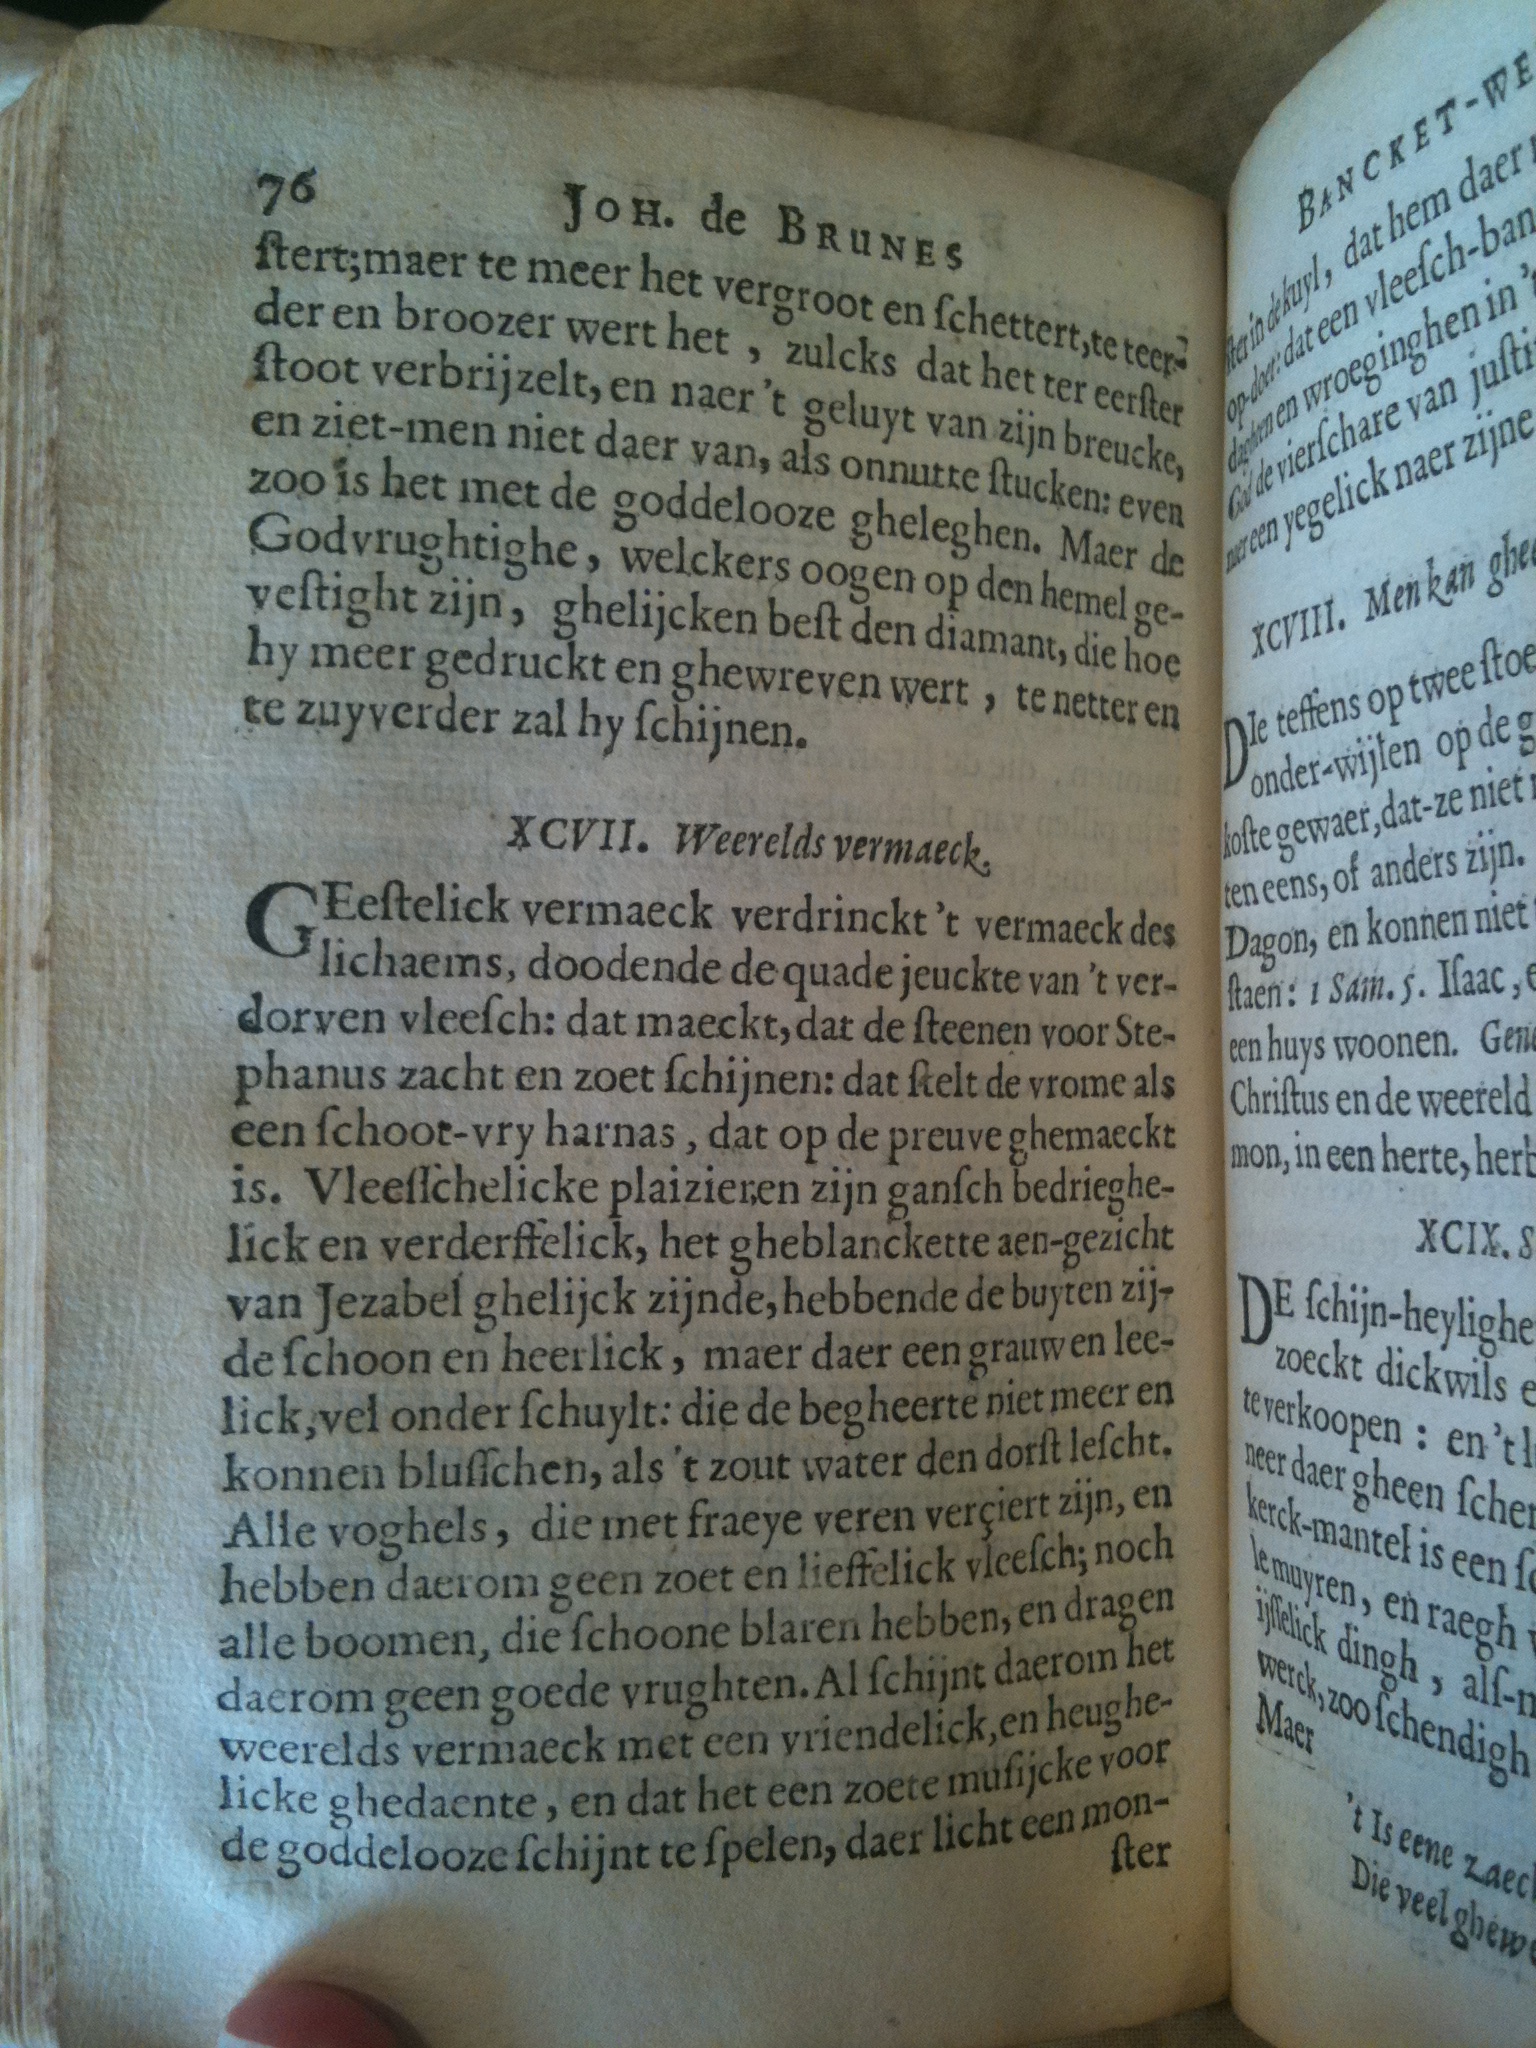 76 JOH. de BRUNES
ſtert; maer te meer het vergroot en ſchettert, te teer-
der en broozer wert het, zulcks dat het ter eerſter
ſtoot verbrijzelt, en naer 't geluyt van zijn breucke,
en ziet-men niet daer van, als onnutte ſtucken: even
zoo is het met de goddelooze gheleghen. Maer de
Godvrughtighe, welckers oogen op den hemel ge-
veſtight zijn, ghelijcken beſt den diamant, die hoe
hy meer gedruckt en ghewreven wert, te netter en
te zuyverder zal hy ſchijnen.
XCVII. Weerelds vermaeck.
GEeſtelick vermaeck verdrinckt 't vermaeck des
lichaems, doodende de quade jeuckte van 't ver-
dorven vleeſch: dat maeckt, dat de ſteenen voor Ste-
phanus zacht en zoet ſchijnen: dat ſtelt de vrome als
een ſchoot-vry harnas, dat op de preuve ghemaeckt
is. Vleeſſchelicke plaizieren zijn ganſch bedrieghe-
lick en verderffelick, het gheblanckette aen-gezicht
van Jezabel ghelijck zijnde, hebbende de buyten zij-
de ſchoon en heerlick, maer daer een grauw en lee-
lick, vel onder ſchuylt: die de begheerte niet meer en
konnen bluſſchen, als 't zout water den dorſt leſcht.
Alle voghels, die met fraeye veren verçiert zijn, en
hebben daerom geen zoet en lieffelick vleeſch; noch
alle boomen, die ſchoone blaren hebben, en dragen
daerom geen goede vrughten. Al ſchijnt daerom het
weerelds vermaeck met een vriendelick, en heughe-
licke ghedaente, en dat het een zoete muſijcke voor
de goddelooze ſchijnt te ſpelen, daer licht een mon-
ſter
BANCKET-WE
ſter in de kuyl, dat hem daer
op-doet: dat een vleeſch-ban
en wroeginghen in
God de vierſchare van juſti
een yegelick naer zijne
XCVIII. Men kan ghee
DIe teffens op twee ſtoe
onder-wijlen op de g
koſte gewaer, dat-ze niet
ten eens, of anders zijn.
Dagon, en konnen niet
ſtaen: 1 Sam. 5. Iſaac,
een huys woonen. Gene
Chriſtus en de weereld
mon, in een herte, herb
XCIX. S
DE ſchijn-heylighe
zoeckt dickwils e
te verkoopen: en 't
neer daer gheen ſcher
kerck-mantel is een ſ
le muyren, en raegh
ijſſelick dingh, alſ-
werck, zoo ſchendigh
Maer
't Is eene zaeck
Die veel ghewe